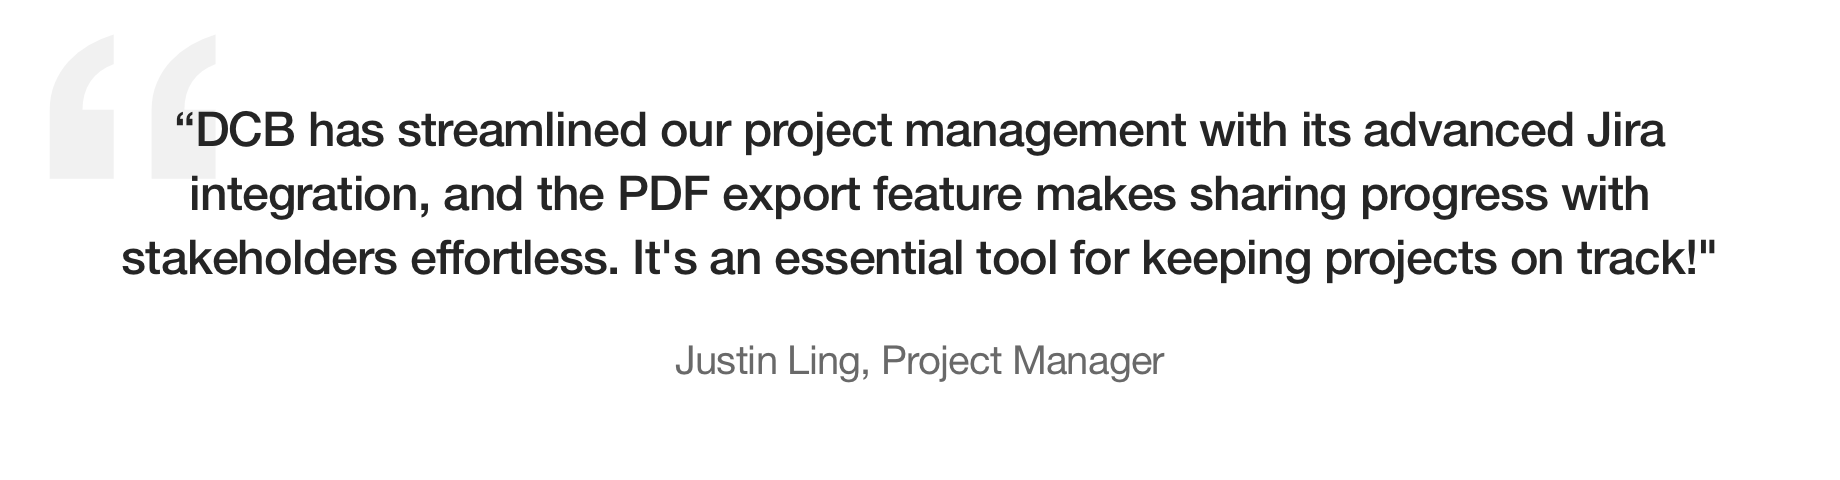 “DCB has streamlined our project management with its advanced Jira
integration, and the PDF export feature makes sharing progress with
stakeholders effortless. It's an essential tool for keeping projects on track!"
Justin Ling, Project Manager